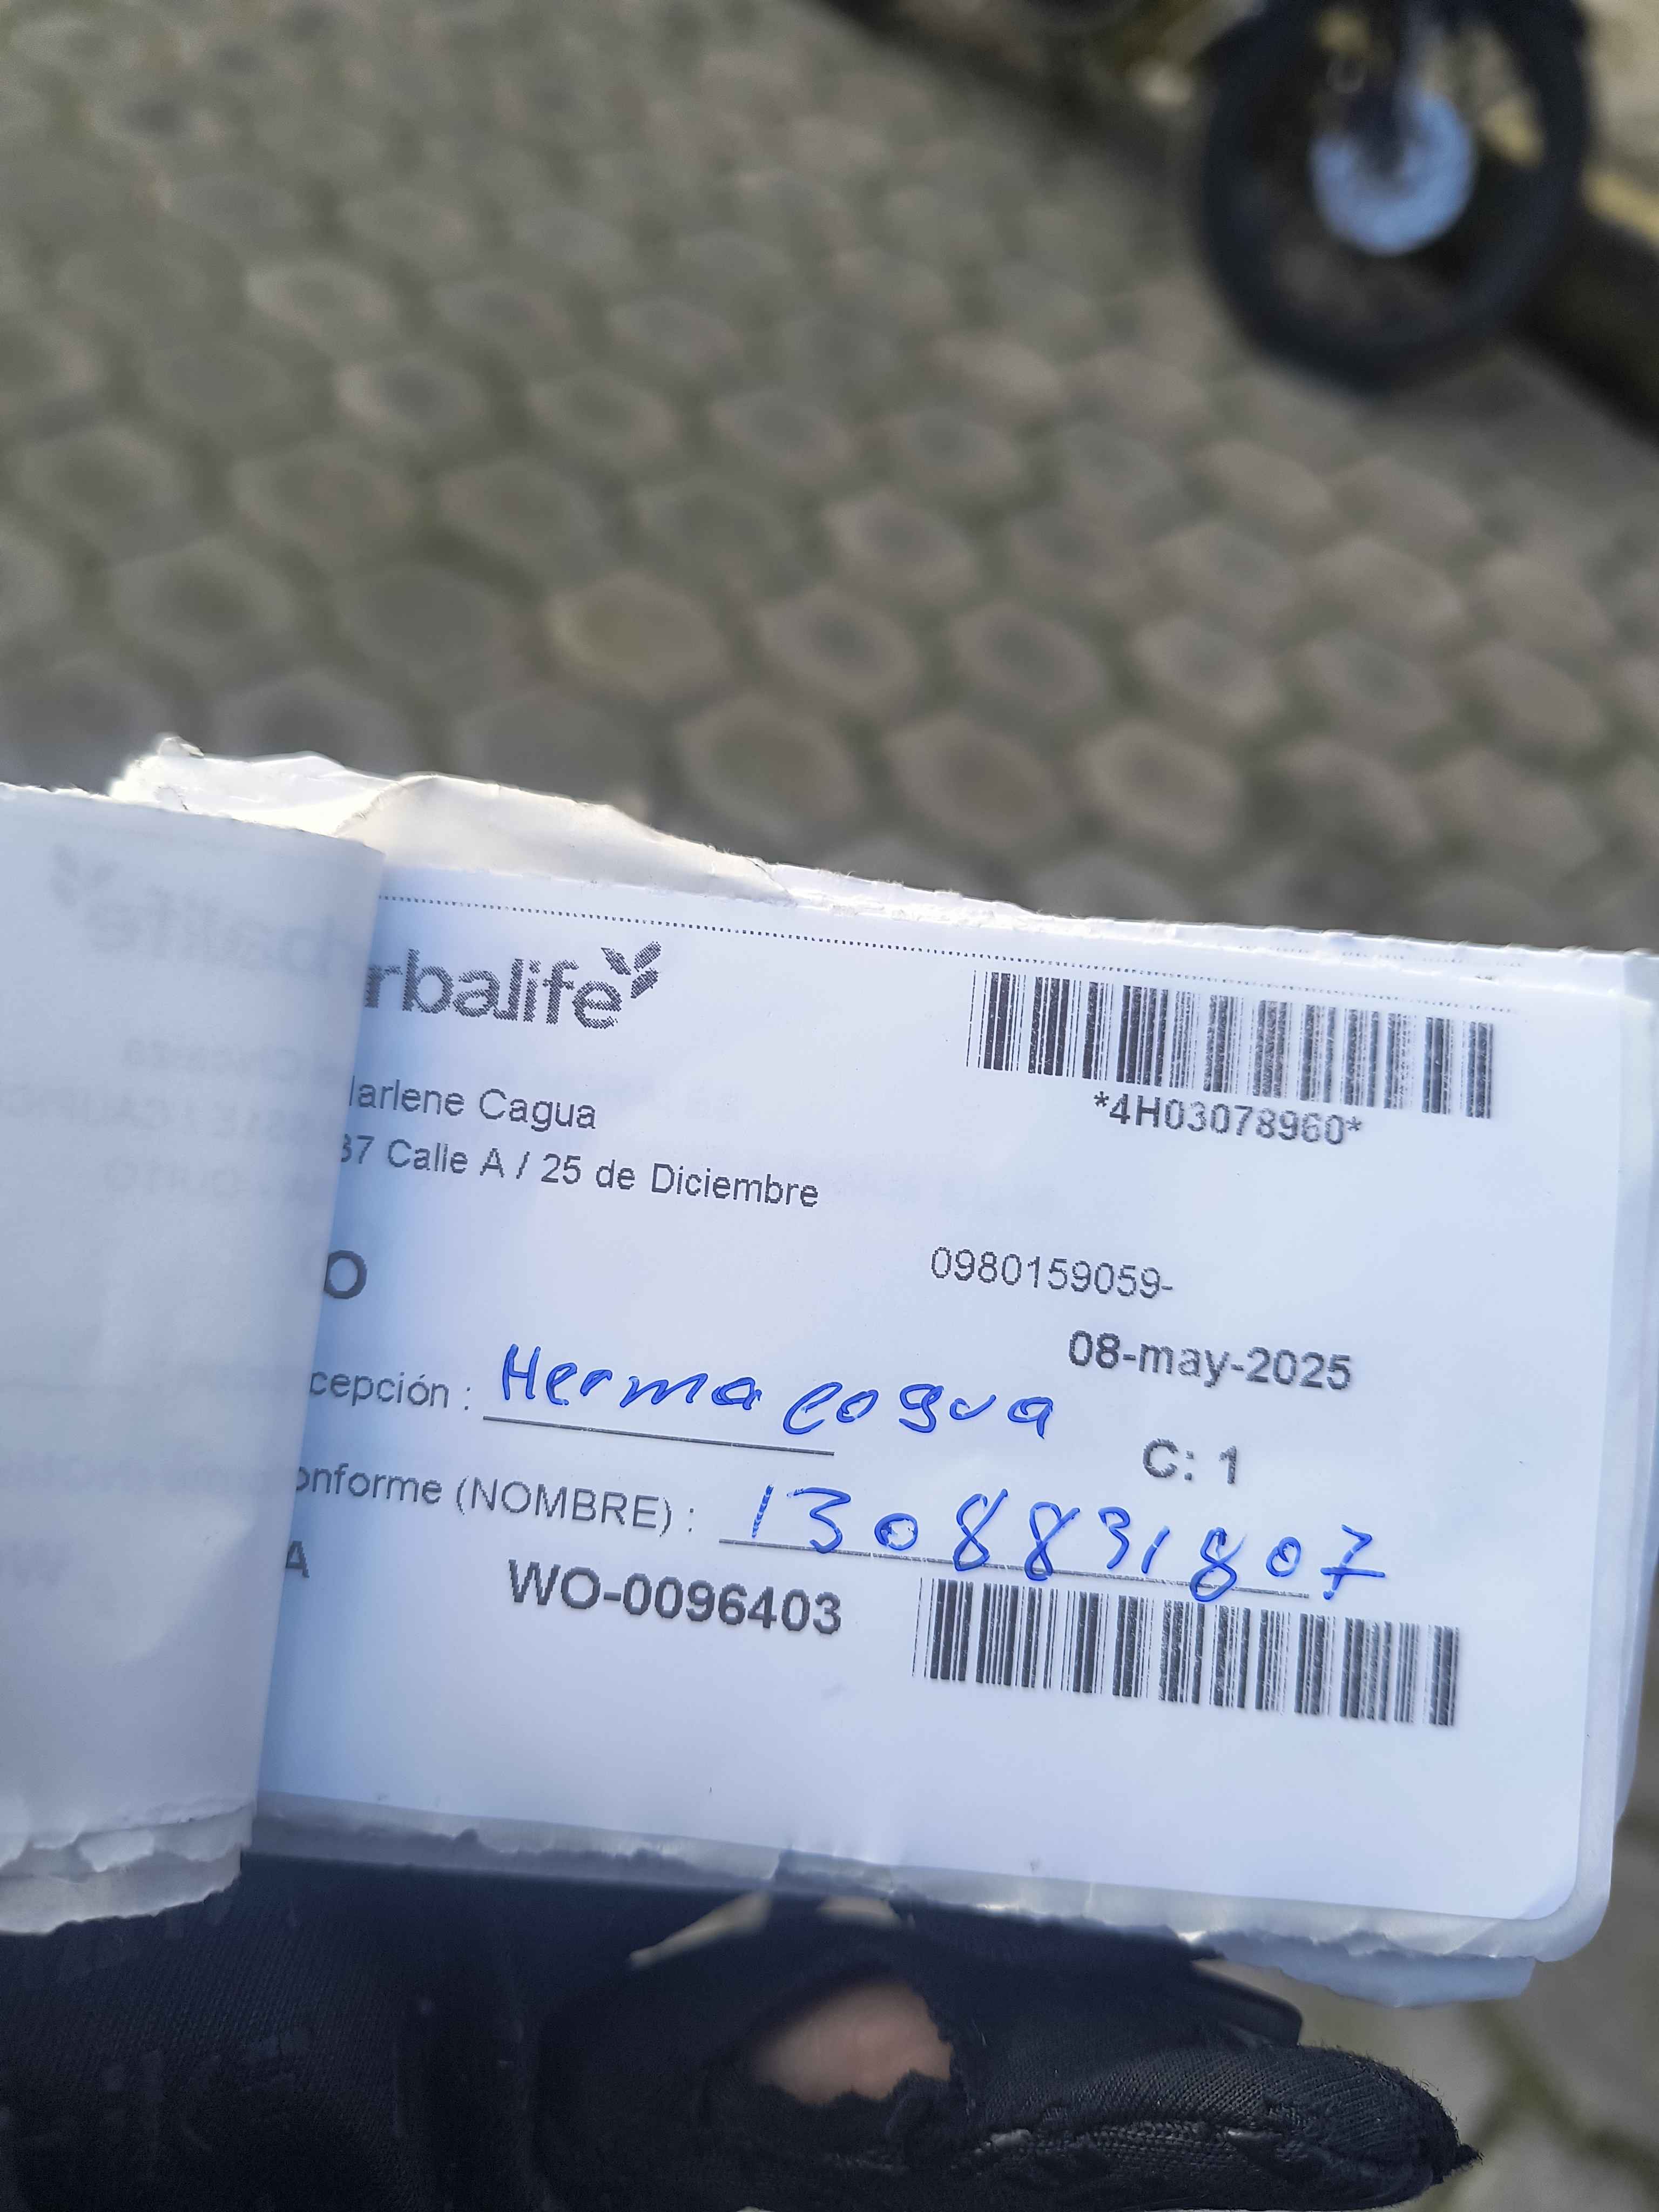 rbalife
*4H03078960*
arlene Cagua
37 Calle A / 25 de Diciembre
O
0980159059-
08-may-2025
cepción : Herma cagua
C: 1
onforme (NOMBRE) : 1308831807
A
WO-0096403